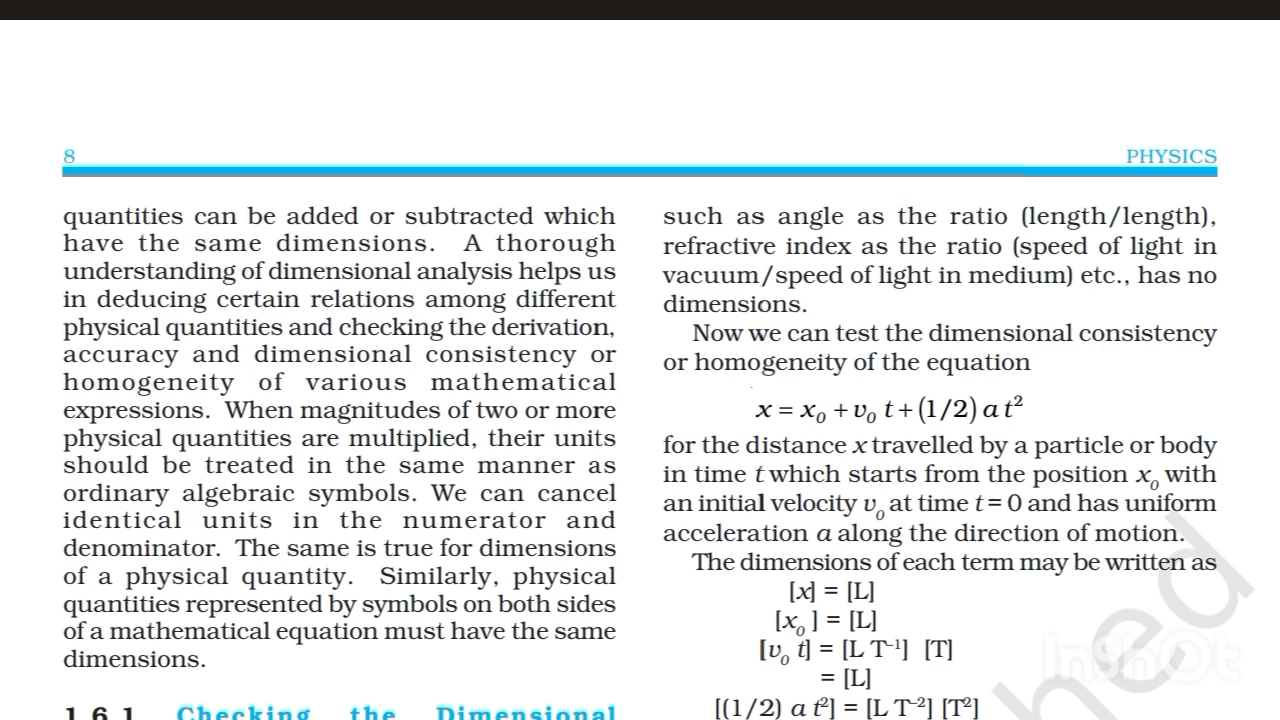 8
PHYSICS
quantities can be added or subtracted which
have the same dimensions. A thorough
understanding of dimensional analysis helps us
in deducing certain relations among different
physical quantities and checking the derivation,
accuracy and dimensional consistency or
homogeneity of various mathematical
expressions. When magnitudes of two or more
physical quantities are multiplied, their units
should be treated in the same manner as
ordinary algebraic symbols. We can cancel
identical units in the numerator and
denominator. The same is true for dimensions
of a physical quantity. Similarly, physical
quantities represented by symbols on both sides
of a mathematical equation must have the same
dimensions.
1.6.1 Checking the Dimensional
such as angle as the ratio (length/length),
refractive index as the ratio (speed of light in
vacuum/speed of light in medium) etc., has no
dimensions.
Now we can test the dimensional consistency
or homogeneity of the equation
x = x₀ + v₀ t + (1/2) a t²
for the distance x travelled by a particle or body
in time t which starts from the position x₀ with
an initial velocity v₀ at time t = 0 and has uniform
acceleration a along the direction of motion.
The dimensions of each term may be written as
[x] = [L]
[x₀ ] = [L]
[v₀ t] = [L T⁻¹] [T]
= [L]
[(1/2) a t²] = [L T⁻²] [T²]
hed
InShOt